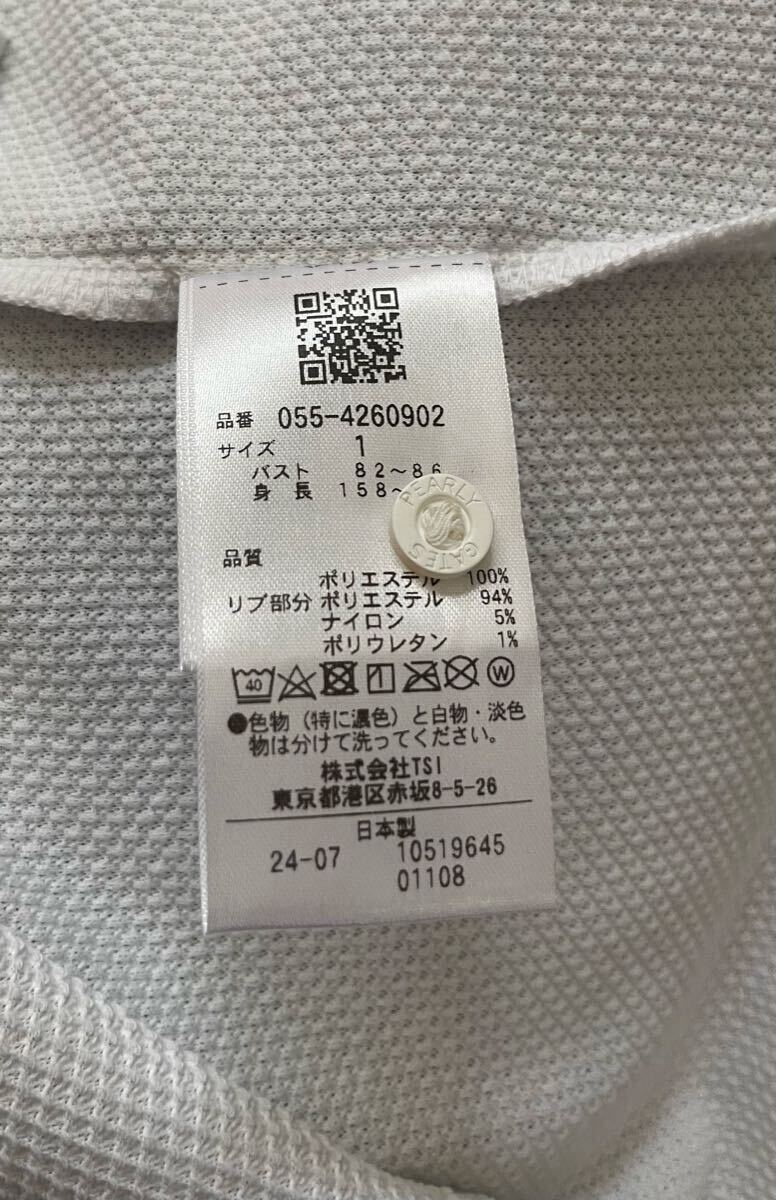 品番 055-4260902
サイズ 1
バスト 82～86
身長 158～
PEARLY GATES
品質
ポリエステル 100%
リブ部分 ポリエステル 94%
ナイロン 5%
ポリウレタン 1%
40 W
●色物（特に濃色）と白物・淡色
物は分けて洗ってください。
株式会社TSI
東京都港区赤坂8-5-26
日本製
24-07 10519645
01108